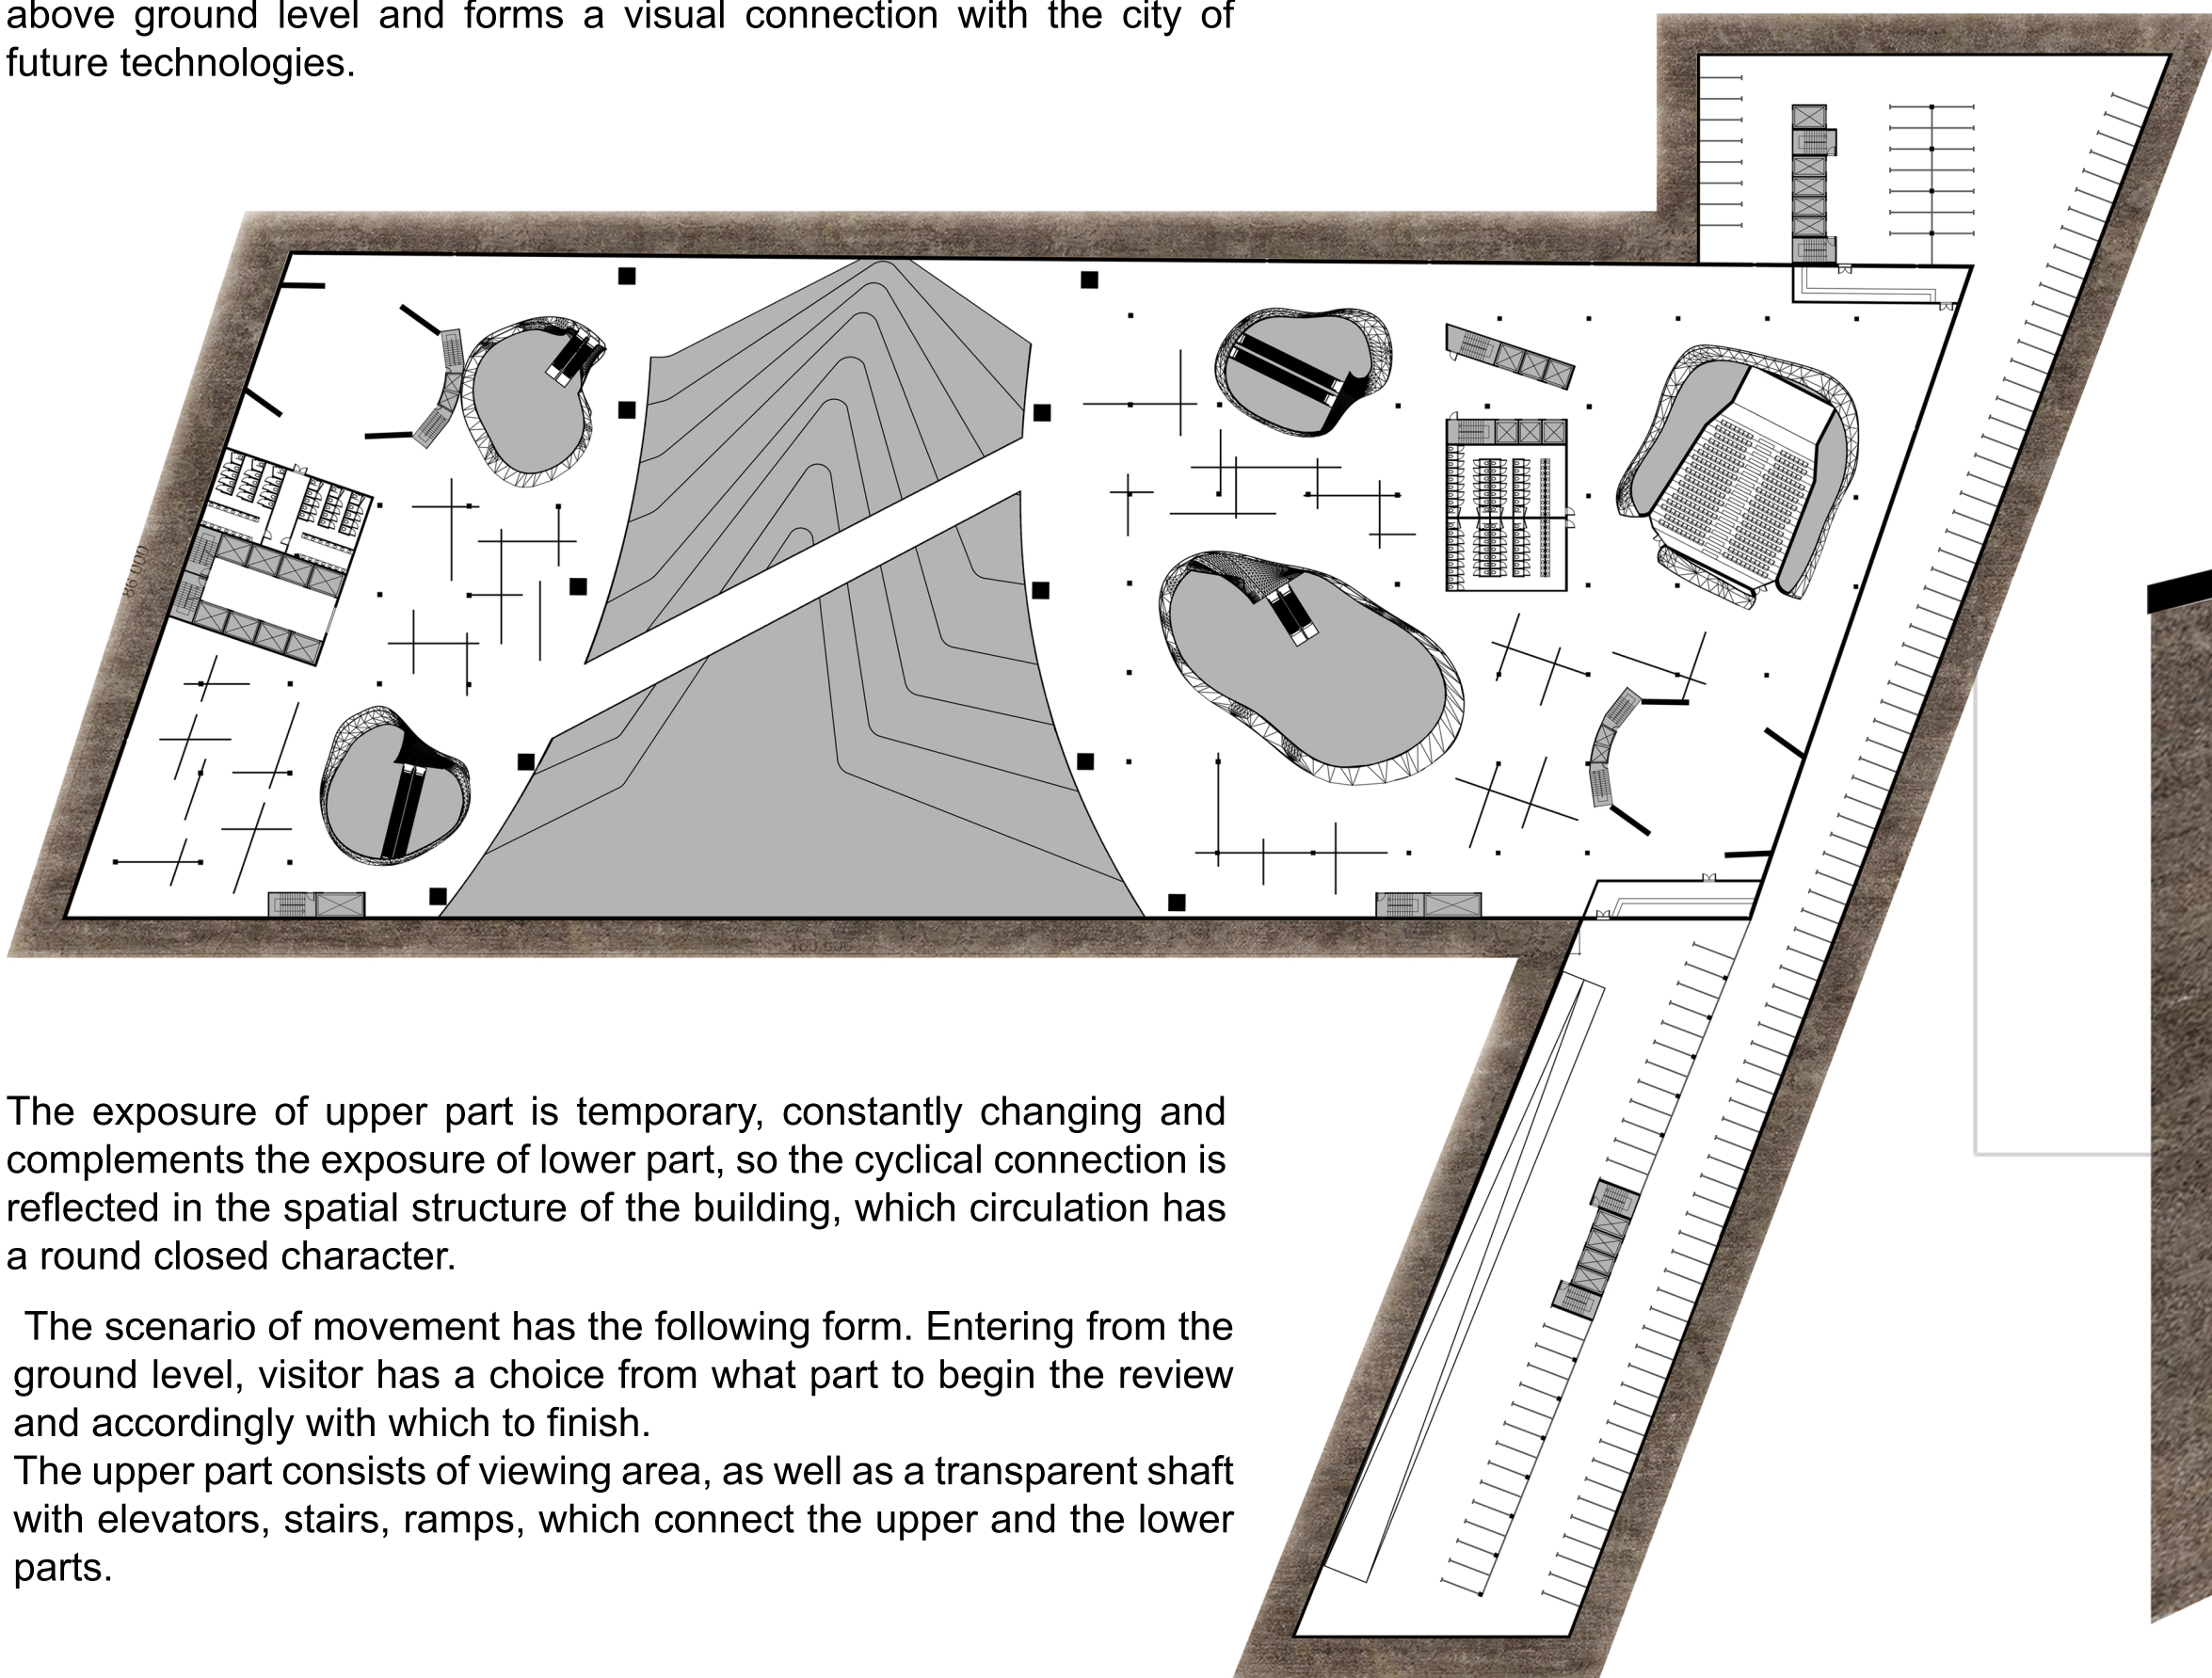 above ground level and forms a visual connection with the city of
future technologies.
86 000
The exposure of upper part is temporary, constantly changing and
complements the exposure of lower part, so the cyclical connection is
reflected in the spatial structure of the building, which circulation has
a round closed character.
The scenario of movement has the following form. Entering from the
ground level, visitor has a choice from what part to begin the review
and accordingly with which to finish.
The upper part consists of viewing area, as well as a transparent shaft
with elevators, stairs, ramps, which connect the upper and the lower
parts.